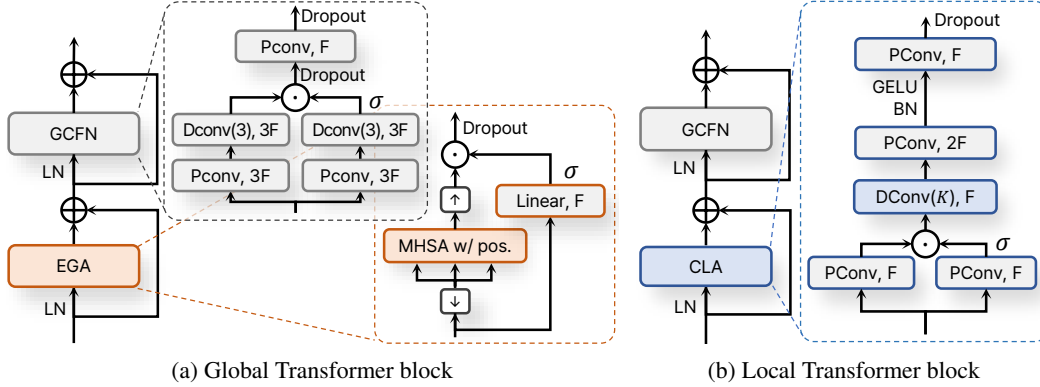 Dropout
Pconv, F
Dropout
σ
Dconv(3), 3F
Dconv(3), 3F
Pconv, 3F
Pconv, 3F
GCFN
LN
EGA
LN
Dropout
σ
↑
Linear, F
MHSA w/ pos.
↓
(a) Global Transformer block
GCFN
LN
CLA
LN
Dropout
PConv, F
GELU
BN
PConv, 2F
DConv(K), F
σ
PConv, F
PConv, F
(b) Local Transformer block